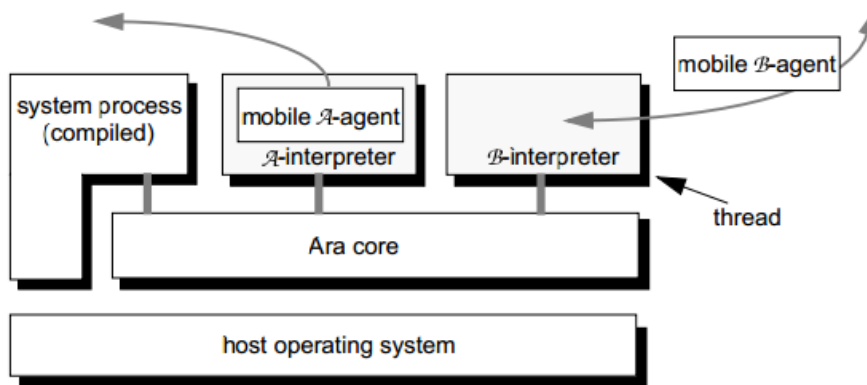 system process
(compiled)
mobile 𝒜-agent
𝒜-interpreter
ℬ-interpreter
mobile ℬ-agent
thread
Ara core
host operating system